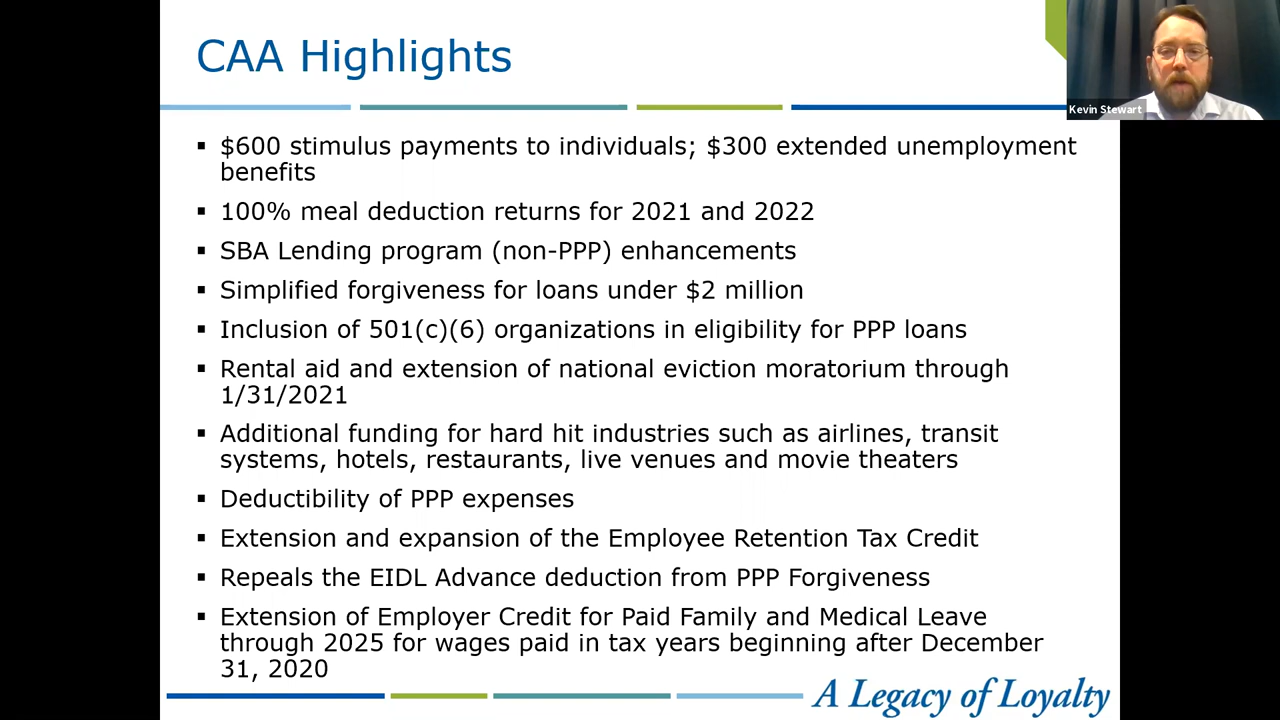 CAA Highlights
Kevin Stewart
▪ $600 stimulus payments to individuals; $300 extended unemployment
benefits
▪ 100% meal deduction returns for 2021 and 2022
▪ SBA Lending program (non-PPP) enhancements
▪ Simplified forgiveness for loans under $2 million
▪ Inclusion of 501(c)(6) organizations in eligibility for PPP loans
▪ Rental aid and extension of national eviction moratorium through
1/31/2021
▪ Additional funding for hard hit industries such as airlines, transit
systems, hotels, restaurants, live venues and movie theaters
▪ Deductibility of PPP expenses
▪ Extension and expansion of the Employee Retention Tax Credit
▪ Repeals the EIDL Advance deduction from PPP Forgiveness
▪ Extension of Employer Credit for Paid Family and Medical Leave
through 2025 for wages paid in tax years beginning after December
31, 2020
A Legacy of Loyalty